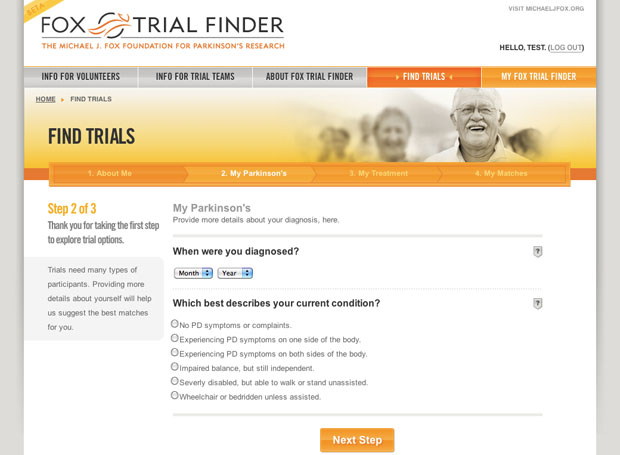 BETA
FOX TRIAL FINDER
THE MICHAEL J. FOX FOUNDATION FOR PARKINSON'S RESEARCH
VISIT MICHAELJFOX.ORG
HELLO, TEST. (LOG OUT)
INFO FOR VOLUNTEERS
INFO FOR TRIAL TEAMS
ABOUT FOX TRIAL FINDER
FIND TRIALS
MY FOX TRIAL FINDER
HOME FIND TRIALS
FIND TRIALS
1. About Me
2. My Parkinson's
3. My Treatment
4. My Matches
Step 2 of 3
Thank you for taking the first step
to explore trial options.
Trials need many types of
participants. Providing more
details about yourself will help
us suggest the best matches
for you.
My Parkinson's
Provide more details about your diagnosis, here.
When were you diagnosed?
?
Month Year
Which best describes your current condition?
?
No PD symptoms or complaints.
Experiencing PD symptoms on one side of the body.
Experiencing PD symptoms on both sides of the body.
Impaired balance, but still independent.
Severly disabled, but able to walk or stand unassisted.
Wheelchair or bedridden unless assisted.
Next Step